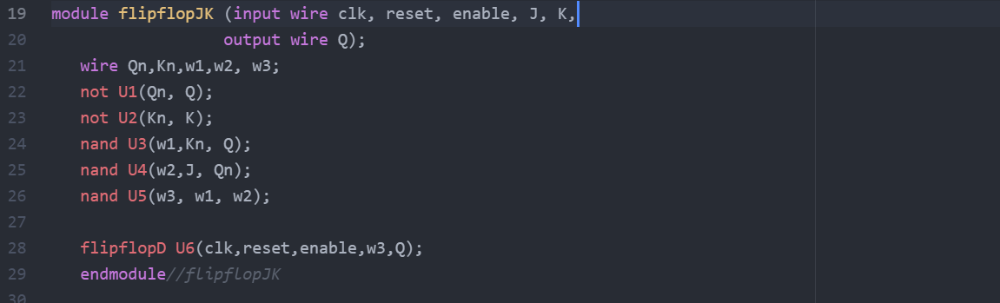 19 module flipflopJK (input wire clk, reset, enable, J, K,
20 output wire Q);
21 wire Qn,Kn,w1,w2, w3;
22 not U1(Qn, Q);
23 not U2(Kn, K);
24 nand U3(w1,Kn, Q);
25 nand U4(w2,J, Qn);
26 nand U5(w3, w1, w2);
27
28 flipflopD U6(clk,reset,enable,w3,Q);
29 endmodule//flipflopJK
30